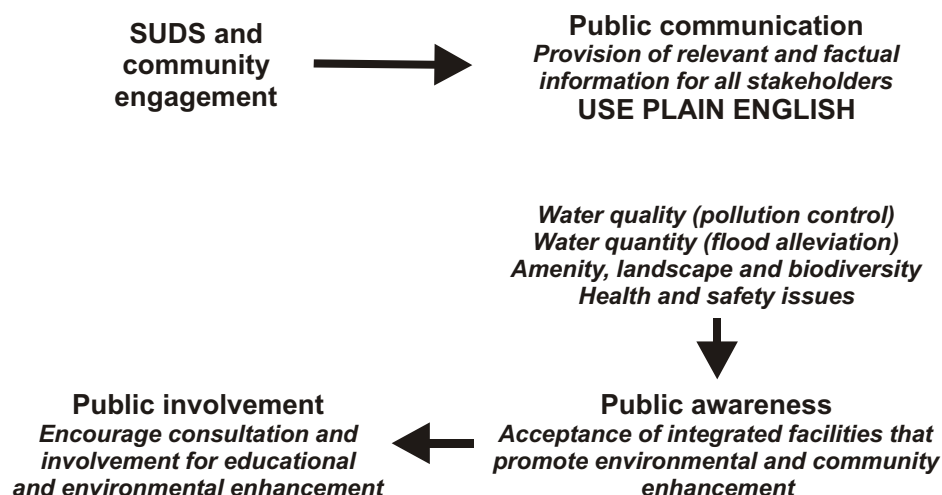 SUDS and
community
engagement
Public communication
Provision of relevant and factual
information for all stakeholders
USE PLAIN ENGLISH
Water quality (pollution control)
Water quantity (flood alleviation)
Amenity, landscape and biodiversity
Health and safety issues
Public awareness
Acceptance of integrated facilities that
promote environmental and community
enhancement
Public involvement
Encourage consultation and
involvement for educational
and environmental enhancement